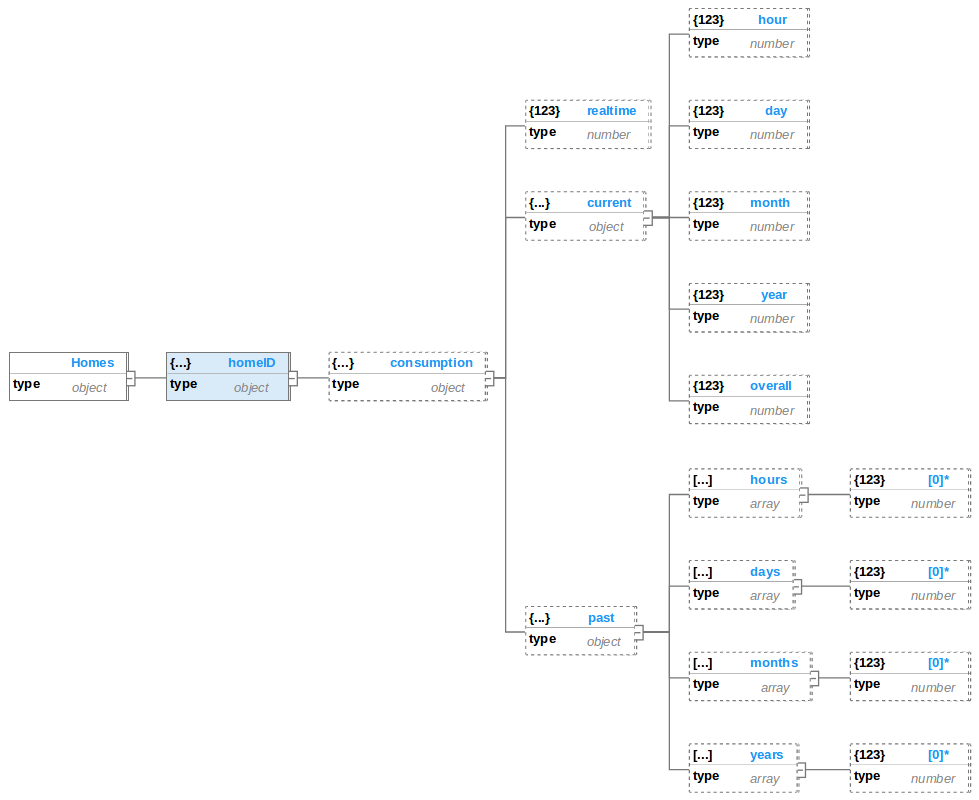 {123} hour
type number
{123} realtime
type number
{123} day
type number
{...} current
type object
{123} month
type number
{123} year
type number
Homes
type object
{...} homeID
type object
{...} consumption
type object
{123} overall
type number
[...] hours
type array
{123} [0]*
type number
[...] days
type array
{123} [0]*
type number
{...} past
type object
[...] months
type array
{123} [0]*
type number
[...] years
type array
{123} [0]*
type number